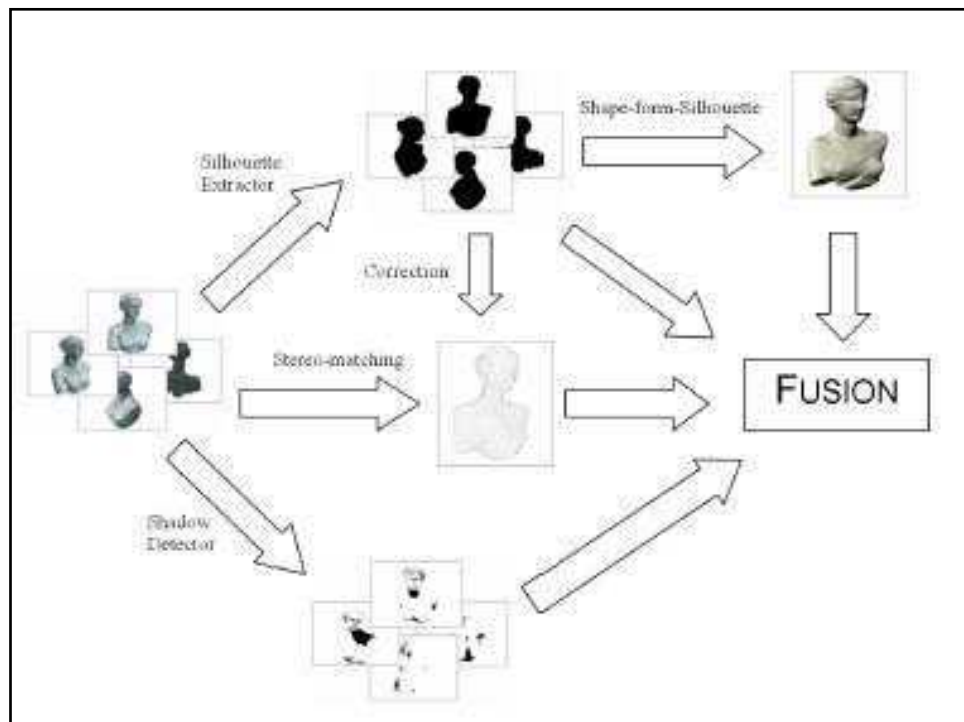 Shape-form-Silhouette
Silhouette
Extractor
Correction
Stereo-matching
FUSION
Shadow
Detector